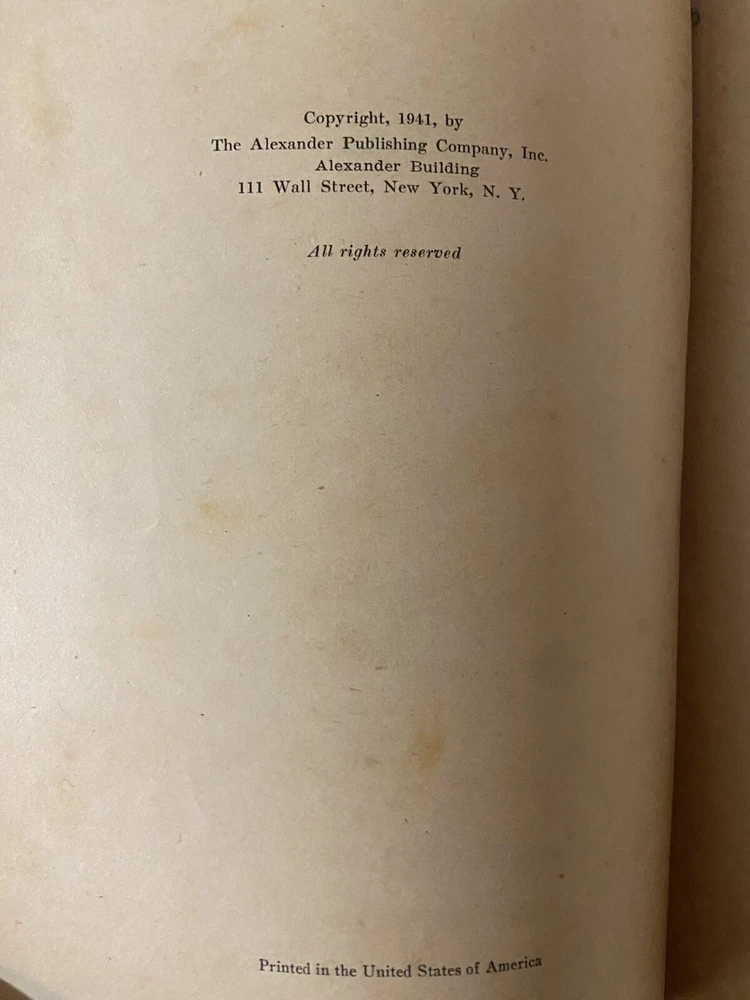 Copyright, 1941, by
The Alexander Publishing Company, Inc.
Alexander Building
111 Wall Street, New York, N. Y.
All rights reserved
Printed in the United States of America